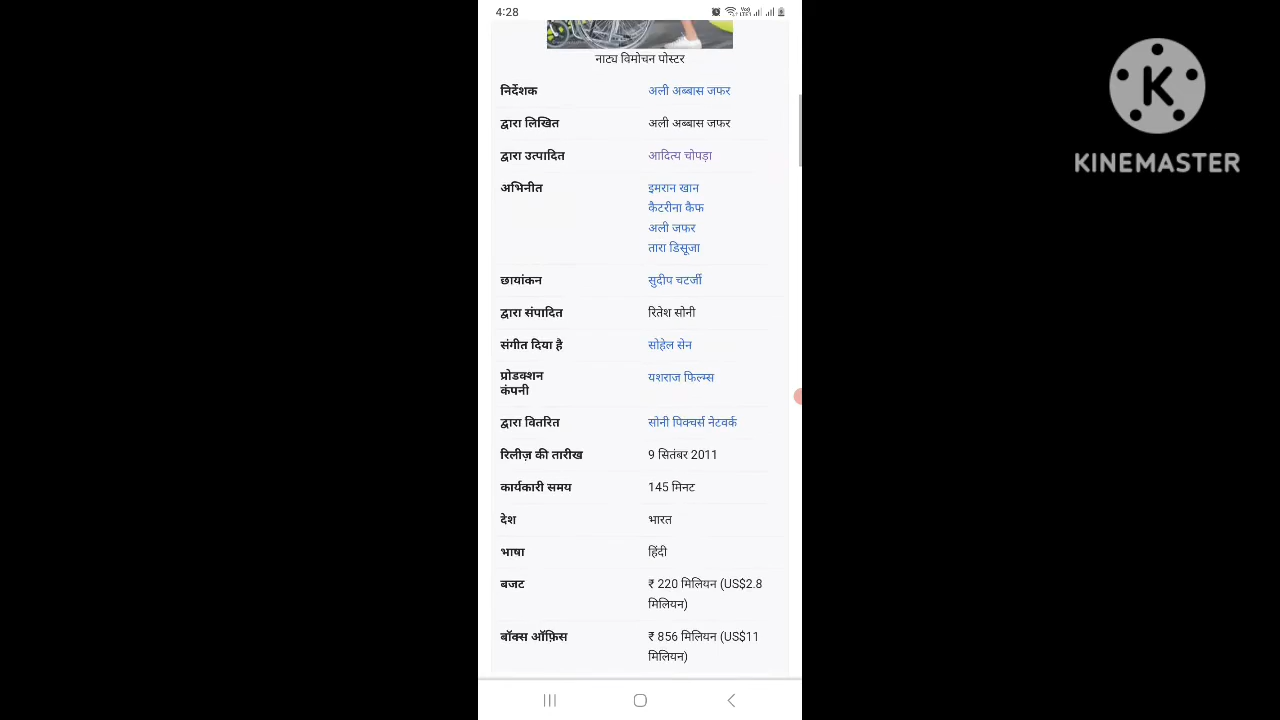 4:28
नाट्य विमोचन पोस्टर
निर्देशक अली अब्बास जफर
द्वारा लिखित अली अब्बास जफर
द्वारा उत्पादित आदित्य चोपड़ा
अभिनीत इमरान खान
कैटरीना कैफ
अली जफर
तारा डिसूजा
छायांकन सुदीप चटर्जी
द्वारा संपादित रितेश सोनी
संगीत दिया है सोहेल सेन
प्रोडक्शन
कंपनी
यशराज फिल्म्स
द्वारा वितरित सोनी पिक्चर्स नेटवर्क
रिलीज़ की तारीख 9 सितंबर 2011
कार्यकारी समय 145 मिनट
देश भारत
भाषा हिंदी
बजट ₹ 220 मिलियन (US$2.8
मिलियन)
बॉक्स ऑफ़िस ₹ 856 मिलियन (US$11
मिलियन)
K
KINEMASTER